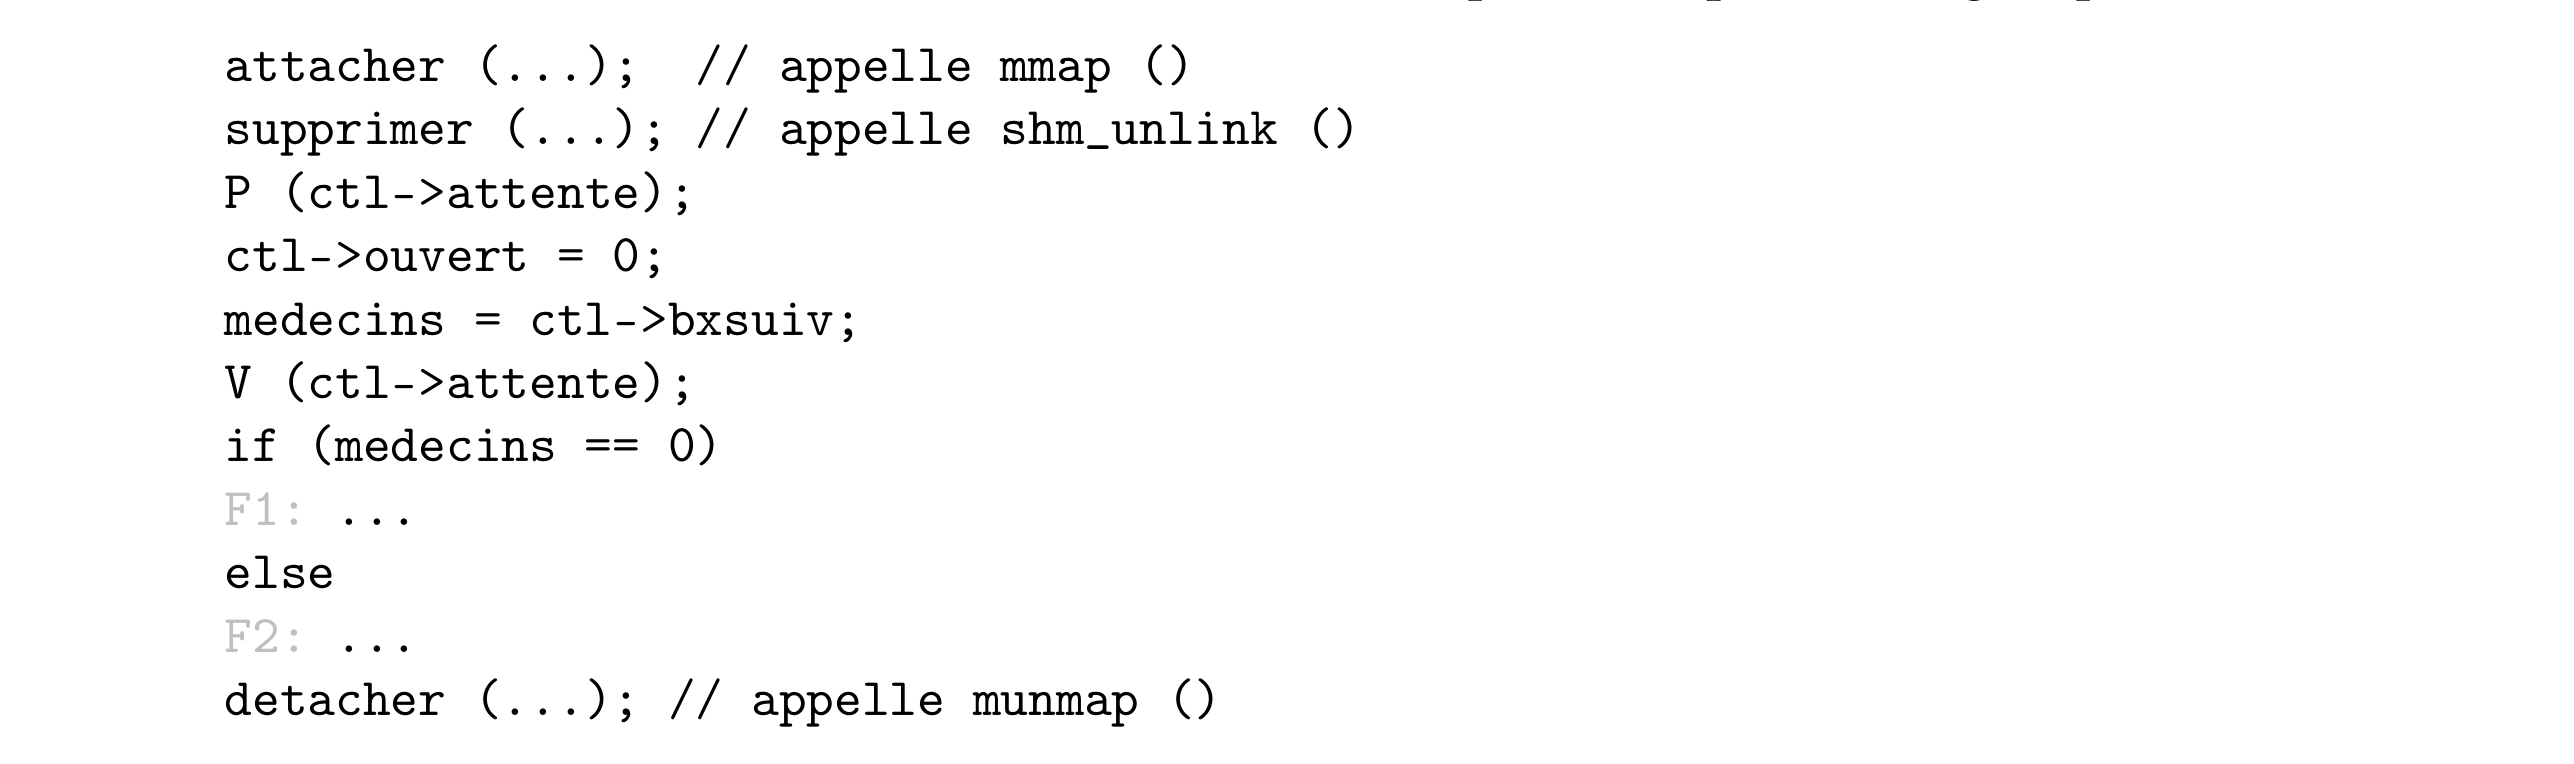 attacher (...);  // appelle mmap ()
supprimer (...); // appelle shm_unlink ()
P (ctl->attente);
ctl->ouvert = 0;
medecins = ctl->bxsuiv;
V (ctl->attente);
if (medecins == 0)
F1: ...
else
F2: ...
detacher (...); // appelle munmap ()